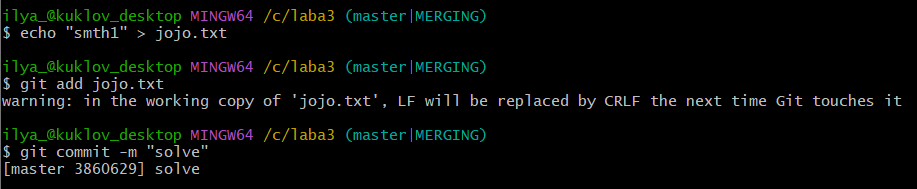 ilya_@kuklov_desktop MINGW64 /c/laba3 (master|MERGING)
$ echo "smth1" > jojo.txt
ilya_@kuklov_desktop MINGW64 /c/laba3 (master|MERGING)
$ git add jojo.txt
warning: in the working copy of 'jojo.txt', LF will be replaced by CRLF the next time Git touches it
ilya_@kuklov_desktop MINGW64 /c/laba3 (master|MERGING)
$ git commit -m "solve"
[master 3860629] solve